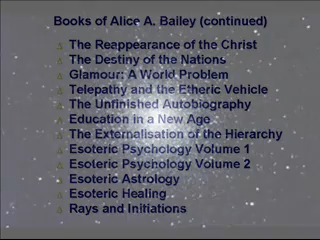 Books of Alice A. Bailey (continued)
The Reappearance of the Christ
The Destiny of the Nations
Glamour: A World Problem
Telepathy and the Etheric Vehicle
The Unfinished Autobiography
Education in a New Age
The Externalisation of the Hierarchy
Esoteric Psychology Volume 1
Esoteric Psychology Volume 2
Esoteric Astrology
Esoteric Healing
Rays and Initiations